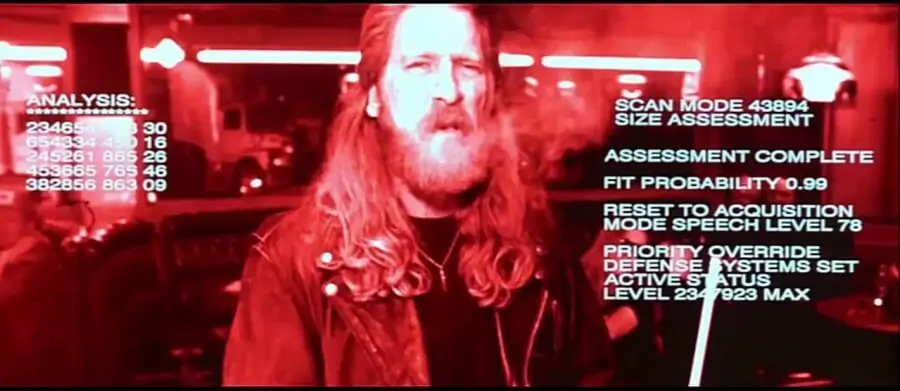 ANALYSIS:
***************
234654 30
654334 16
245261 865 26
453665 765 46
382856 863 09
SCAN MODE 43894
SIZE ASSESSMENT
ASSESSMENT COMPLETE
FIT PROBABILITY 0.99
RESET TO ACQUISITION
MODE SPEECH LEVEL 78
PRIORITY OVERRIDE
DEFENSE SYSTEMS SET
ACTIVE STATUS
LEVEL 2347923 MAX